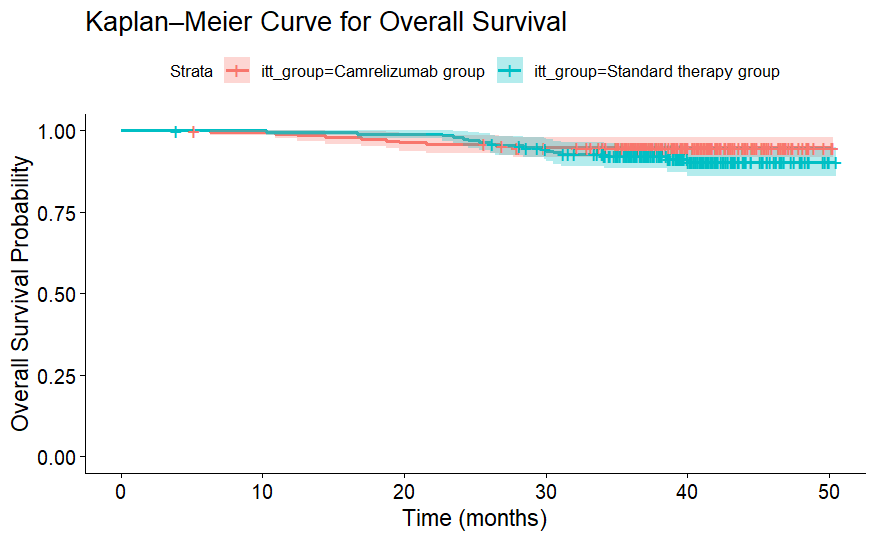 Kaplan–Meier Curve for Overall Survival
Strata itt_group=Camrelizumab group itt_group=Standard therapy group
Overall Survival Probability
1.00
0.75
0.50
0.25
0.00
0 10 20 30 40 50
Time (months)